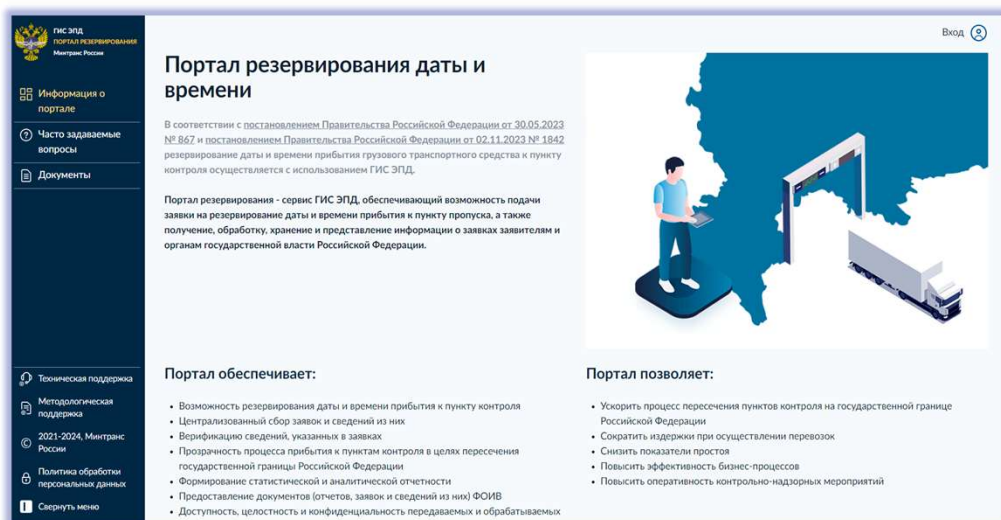 ГИС ЭПД
ПОРТАЛ РЕЗЕРВИРОВАНИЯ
Минтранс России
Информация о
портале
Часто задаваемые
вопросы
Документы
Техническая поддержка
Методологическая
поддержка
2021-2024, Минтранс
России
Политика обработки
персональных данных
Свернуть меню
Вход
Портал резервирования даты и
времени
В соответствии с постановлением Правительства Российской Федерации от 30.05.2023
№ 867 и постановлением Правительства Российской Федерации от 02.11.2023 № 1842
резервирование даты и времени прибытия грузового транспортного средства к пункту
контроля осуществляется с использованием ГИС ЭПД.
Портал резервирования - сервис ГИС ЭПД, обеспечивающий возможность подачи
заявки на резервирование даты и времени прибытия к пункту пропуска, а также
получение, обработку, хранение и представление информации о заявках заявителям и
органам государственной власти Российской Федерации.
Портал обеспечивает:
• Возможность резервирования даты и времени прибытия к пункту контроля
• Централизованный сбор заявок и сведений из них
• Верификацию сведений, указанных в заявках
• Прозрачность процесса прибытия к пунктам контроля в целях пересечения
государственной границы Российской Федерации
• Формирование статистической и аналитической отчетности
• Предоставление документов (отчетов, заявок и сведений из них) ФОИВ
• Доступность, целостность и конфиденциальность передаваемых и обрабатываемых
Портал позволяет:
• Ускорить процесс пересечения пунктов контроля на государственной границе
Российской Федерации
• Сократить издержки при осуществлении перевозок
• Снизить показатели простоя
• Повысить эффективность бизнес-процессов
• Повысить оперативность контрольно-надзорных мероприятий